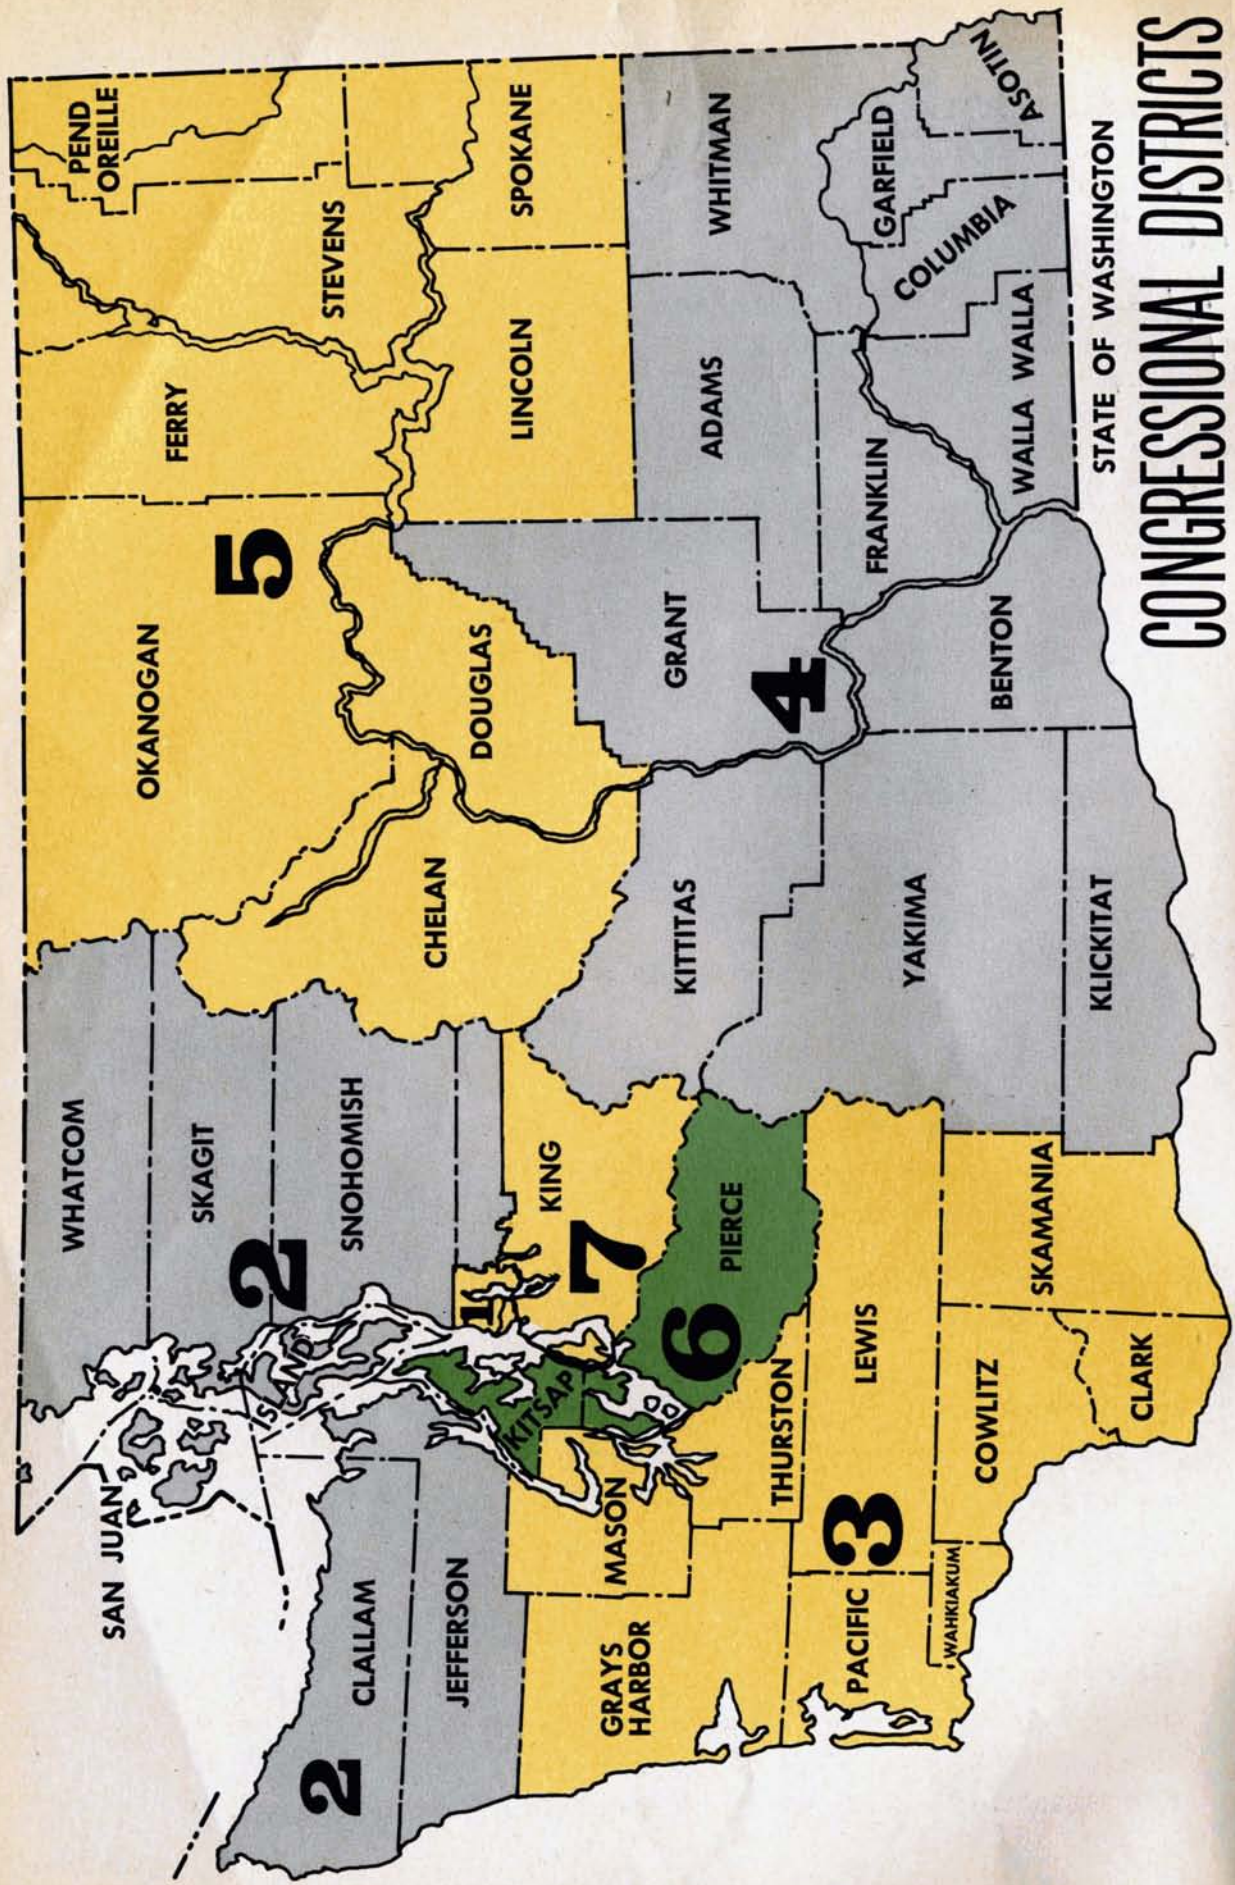 CONGRESSIONAL DISTRICTS
STATE OF WASHINGTON
SAN JUAN
WHATCOM
SKAGIT
2
ISLAND
SNOHOMISH
2
CLALLAM
JEFFERSON
KITSAP
1
KING
7
GRAYS
HARBOR
MASON
6
PIERCE
THURSTON
3
PACIFIC
LEWIS
WAHKIAKUM
COWLITZ
SKAMANIA
CLARK
OKANOGAN
5
FERRY
STEVENS
PEND
OREILLE
CHELAN
DOUGLAS
LINCOLN
SPOKANE
KITTITAS
GRANT
4
ADAMS
WHITMAN
YAKIMA
BENTON
FRANKLIN
GARFIELD
COLUMBIA
ASOTIN
WALLA WALLA
KLICKITAT